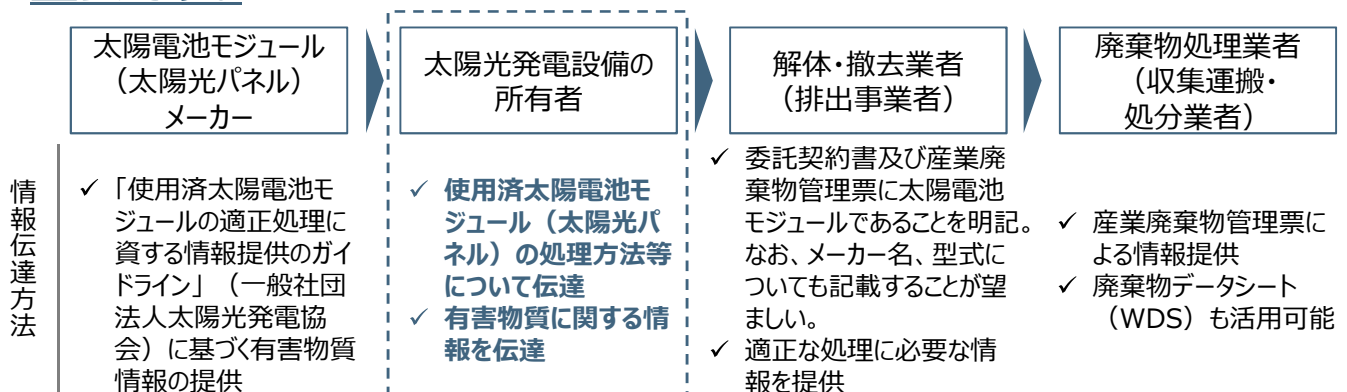 太陽電池モジュール
（太陽光パネル）
メーカー
太陽光発電設備の
所有者
解体・撤去業者
（排出事業者）
廃棄物処理業者
（収集運搬・
処分業者）
情報伝達方法
✓ 「使用済太陽電池モ
ジュールの適正処理に
資する情報提供のガイ
ドライン」（一般社団
法人太陽光発電協
会）に基づく有害物質
情報の提供
✓ 使用済太陽電池モ
ジュール（太陽光パ
ネル）の処理方法等
について伝達
✓ 有害物質に関する情
報を伝達
✓ 委託契約書及び産業廃
棄物管理票に太陽電池
モジュールであることを明記。
なお、メーカー名、型式に
ついても記載することが望
ましい。
✓ 適正な処理に必要な情
報を提供
✓ 産業廃棄物管理票に
よる情報提供
✓ 廃棄物データシート
（WDS）も活用可能